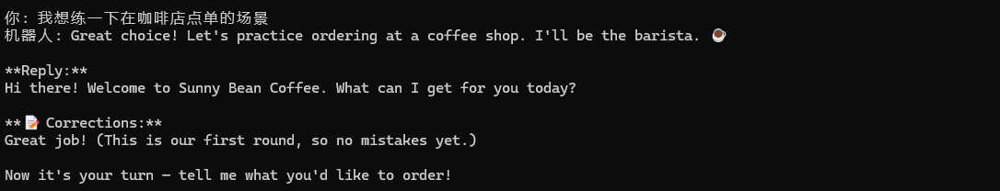 你: 我想练一下在咖啡店点单的场景
机器人: Great choice! Let's practice ordering at a coffee shop. I'll be the barista. ☕
**Reply:**
Hi there! Welcome to Sunny Bean Coffee. What can I get for you today?
**📝 Corrections:**
Great job! (This is our first round, so no mistakes yet.)
Now it's your turn — tell me what you'd like to order!